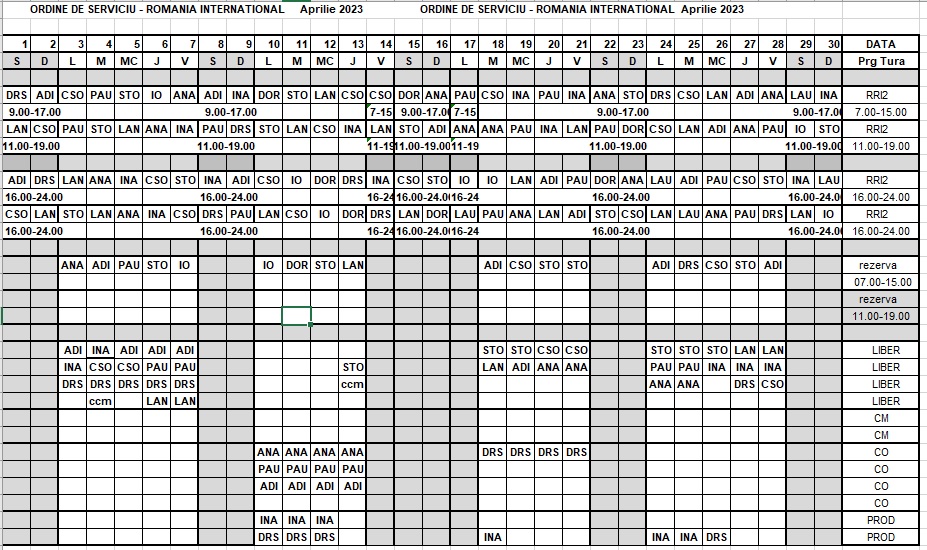 ORDINE DE SERVICIU - ROMANIA INTERNATIONAL Aprilie 2023 ORDINE DE SERVICIU - ROMANIA INTERNATIONAL Aprilie 2023
1 2 3 4 5 6 7 8 9 10 11 12 13 14 15 16 17 18 19 20 21 22 23 24 25 26 27 28 29 30 DATA
S D L M MC J V S D L M MC J V S D L M MC J V S D L M MC J V S D Prg Tura
DRS ADI CSO PAU STO IO ANA ADI INA DOR STO LAN CSO CSO DOR ANA PAU CSO INA PAU INA ANA STO DRS CSO LAN STO ANA LAU INA RRI2
9.00-17.00 9.00-17.00 7-15 9.00-17.00 7-15 9.00-17.00 9.00-17.00 7.00-15.00
LAN CSO PAU STO LAN ANA INA PAU DRS STO LAN CSO INA LAN STO ADI ANA ANA PAU INA LAN PAU DOR CSO LAN ADI ANA PAU IO STO RRI2
11.00-19.00 11.00-19.00 11-19 11.00-19.00 11-19 11.00-19.00 11.00-19.00 11.00-19.00
ADI DRS LAN ANA INA CSO STO INA ADI CSO IO DOR DRS INA CSO STO IO IO LAN ADI PAU DOR ANA LAU ADI PAU CSO STO INA LAU RRI2
16.00-24.00 16.00-24.00 16-24 16.00-24.00 16-24 16.00-24.00 16.00-24.00 16.00-24.00
CSO LAN STO LAN ANA INA CSO DRS PAU LAN CSO IO DOR DRS LAN DOR LAU PAU ANA LAN ADI STO CSO LAN LAU ANA PAU DRS LAN IO RRI2
16.00-24.00 16.00-24.00 16-24 16.00-24.00 16-24 16.00-24.00 16.00-24.00 16.00-24.00
ANA ADI PAU STO IO IO DOR STO LAN ADI CSO STO STO ADI DRS CSO STO ADI rezerva
07.00-15.00
rezerva
11.00-19.00
ADI INA ADI ADI ADI STO STO CSO CSO STO STO STO LAN LAN LIBER
INA CSO CSO PAU PAU STO LAN ADI ANA ANA PAU PAU INA INA INA LIBER
DRS DRS DRS DRS DRS ccm ANA ANA DRS CSO LIBER
ccm LAN LAN LIBER
CM
CM
ANA ANA ANA ANA DRS DRS DRS DRS CO
PAU PAU PAU PAU CO
ADI ADI ADI ADI CO
CO
INA INA INA PROD
DRS DRS DRS INA INA INA DRS PROD